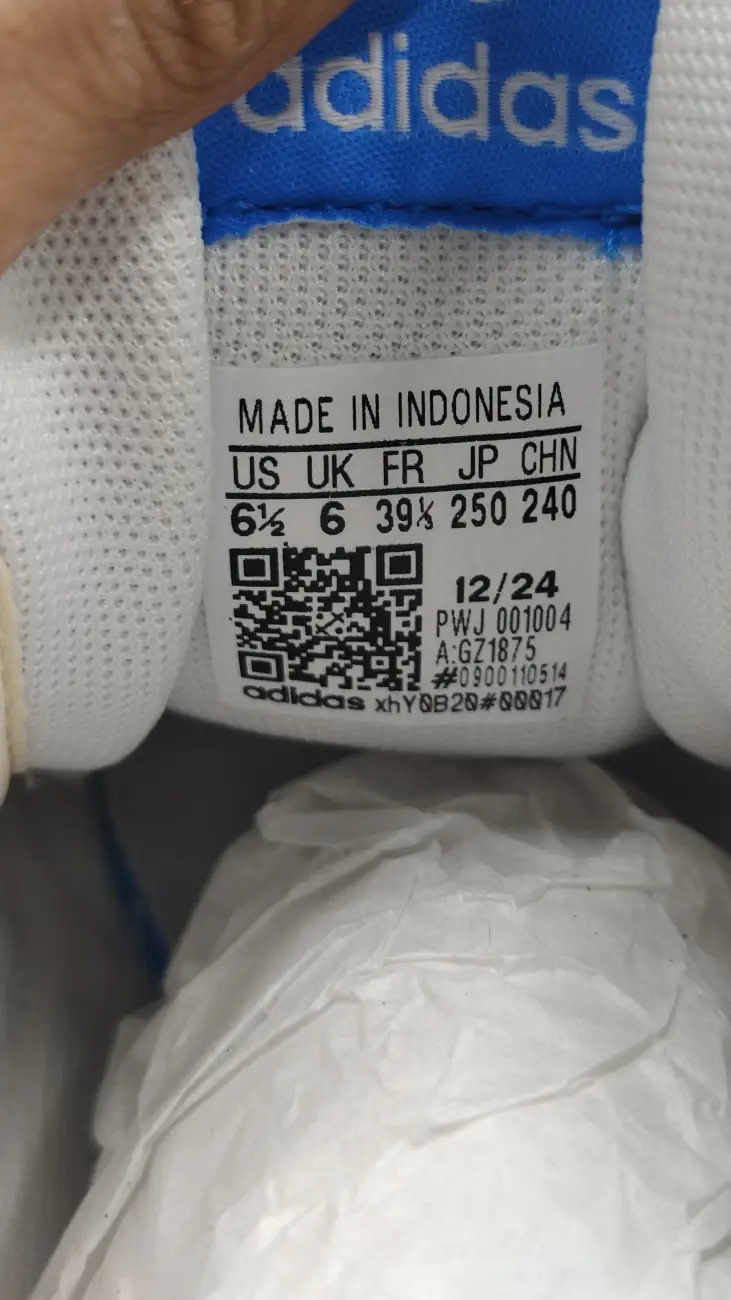 adidas
MADE IN INDONESIA
US UK FR JP CHN
6½ 6 39⅓ 250 240
12/24
PWJ 001004
A:GZ1875
#0900110514
adidas xhY0B20#00017